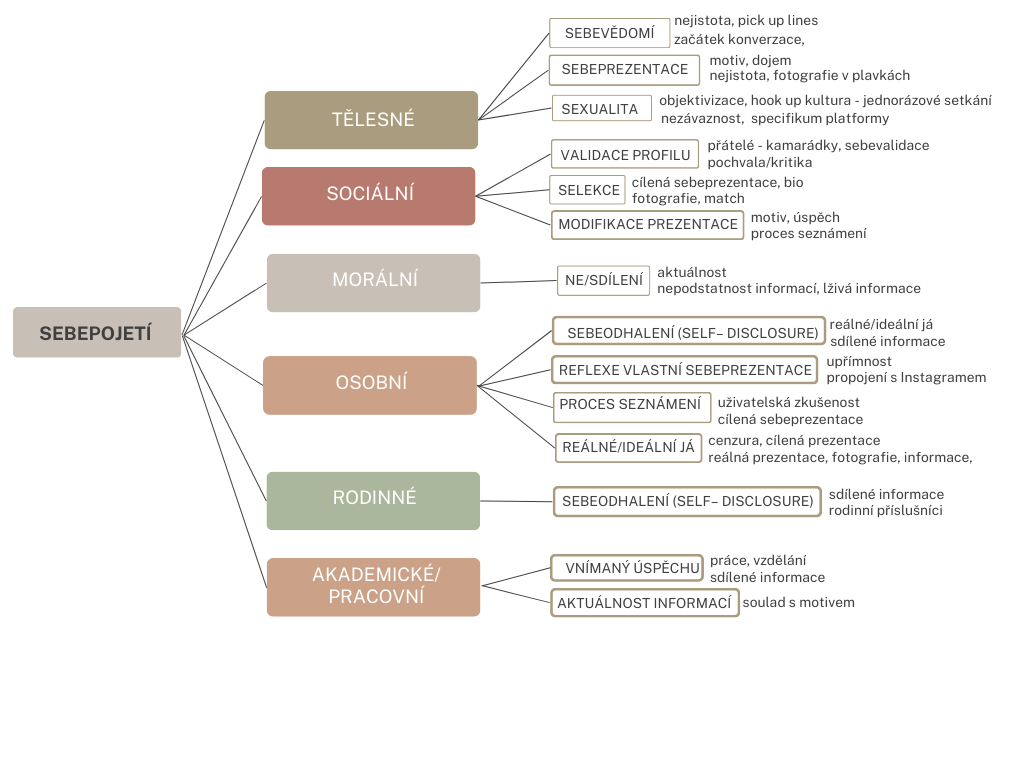 SEBEPOJETÍ
TĚLESNÉ
SEBEVĚDOMÍ
nejistota, pick up lines
začátek konverzace,
SEBEPREZENTACE
motiv, dojem
nejistota, fotografie v plavkách
SEXUALITA
objektivizace, hook up kultura - jednorázové setkání
nezávaznost, specifikum platformy
SOCIÁLNÍ
VALIDACE PROFILU
přátelé - kamarádky, sebevalidace
pochvala/kritika
SELEKCE
cílená sebeprezentace, bio
fotografie, match
MODIFIKACE PREZENTACE
motiv, úspěch
proces seznámení
MORÁLNÍ
NE/SDÍLENÍ
aktuálnost
nepodstatnost informací, lživá informace
OSOBNÍ
SEBEODHALENÍ (SELF– DISCLOSURE)
reálné/ideální já
sdílené informace
REFLEXE VLASTNÍ SEBEPREZENTACE
upřímnost
propojení s Instagramem
PROCES SEZNÁMENÍ
uživatelská zkušenost
cílená sebeprezentace
REÁLNÉ/IDEÁLNÍ JÁ
cenzura, cílená prezentace
reálná prezentace, fotografie, informace,
RODINNÉ
SEBEODHALENÍ (SELF– DISCLOSURE)
sdílené informace
rodinní příslušníci
AKADEMICKÉ/
PRACOVNÍ
VNÍMANÝ ÚSPĚCHU
práce, vzdělání
sdílené informace
AKTUÁLNOST INFORMACÍ
soulad s motivem